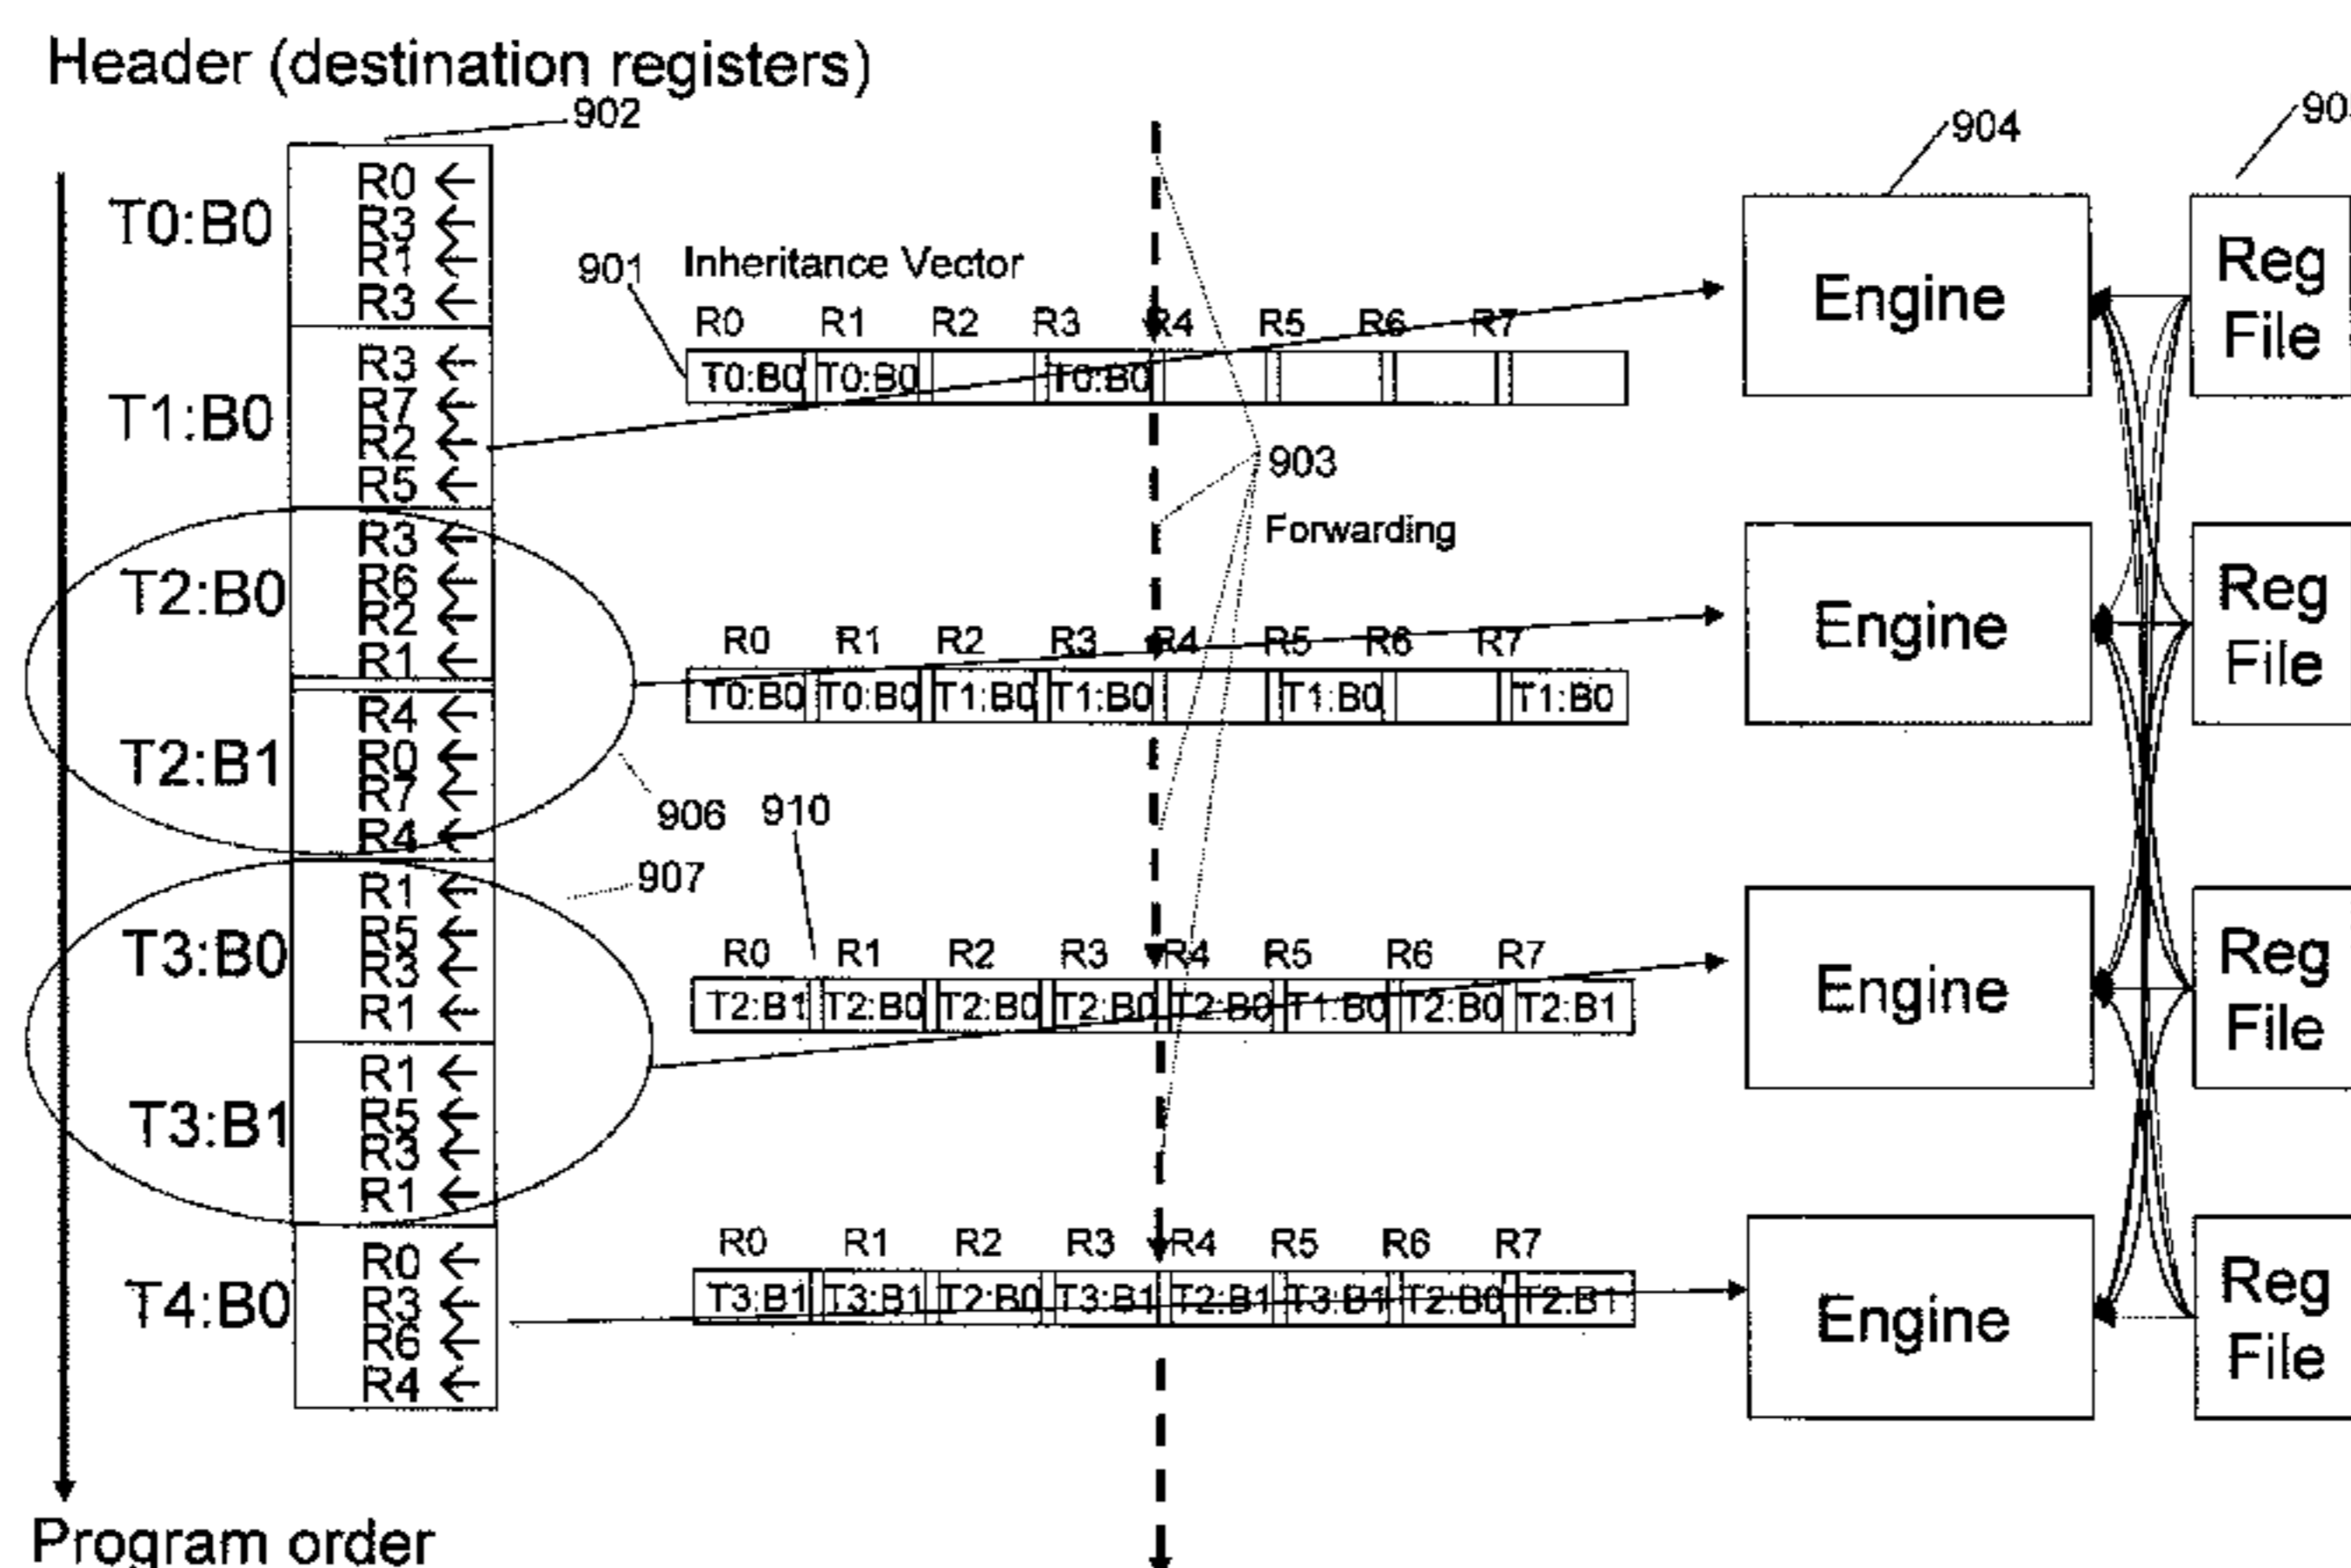 Header (destination registers)
902
904
90
T0:B0
R0 ←
R3 ←
R1 ←
R3 ←
T1:B0
R3 ←
R7 ←
R2 ←
R5 ←
T2:B0
R3 ←
R6 ←
R2 ←
R1 ←
T2:B1
R4 ←
R0 ←
R7 ←
R4 ←
T3:B0
R1 ←
R5 ←
R3 ←
R1 ←
T3:B1
R1 ←
R5 ←
R3 ←
R1 ←
T4:B0
R0 ←
R3 ←
R6 ←
R4 ←
Program order
906
907
901
Inheritance Vector
R0 R1 R2 R3 R4 R5 R6 R7
T0:B0 T0:B0 T0:B0
903
Forwarding
R0 R1 R2 R3 R4 R5 R6 R7
T0:B0 T0:B0 T1:B0 T1:B0 T1:B0 T1:B0
910
R0 R1 R2 R3 R4 R5 R6 R7
T2:B1 T2:B0 T2:B0 T2:B0 T2:B0 T1:B0 T2:B0 T2:B1
R0 R1 R2 R3 R4 R5 R6 R7
T3:B1 T3:B1 T2:B0 T3:B1 T2:B1 T3:B1 T2:B0 T2:B1
Engine
Engine
Engine
Engine
Reg
File
Reg
File
Reg
File
Reg
File